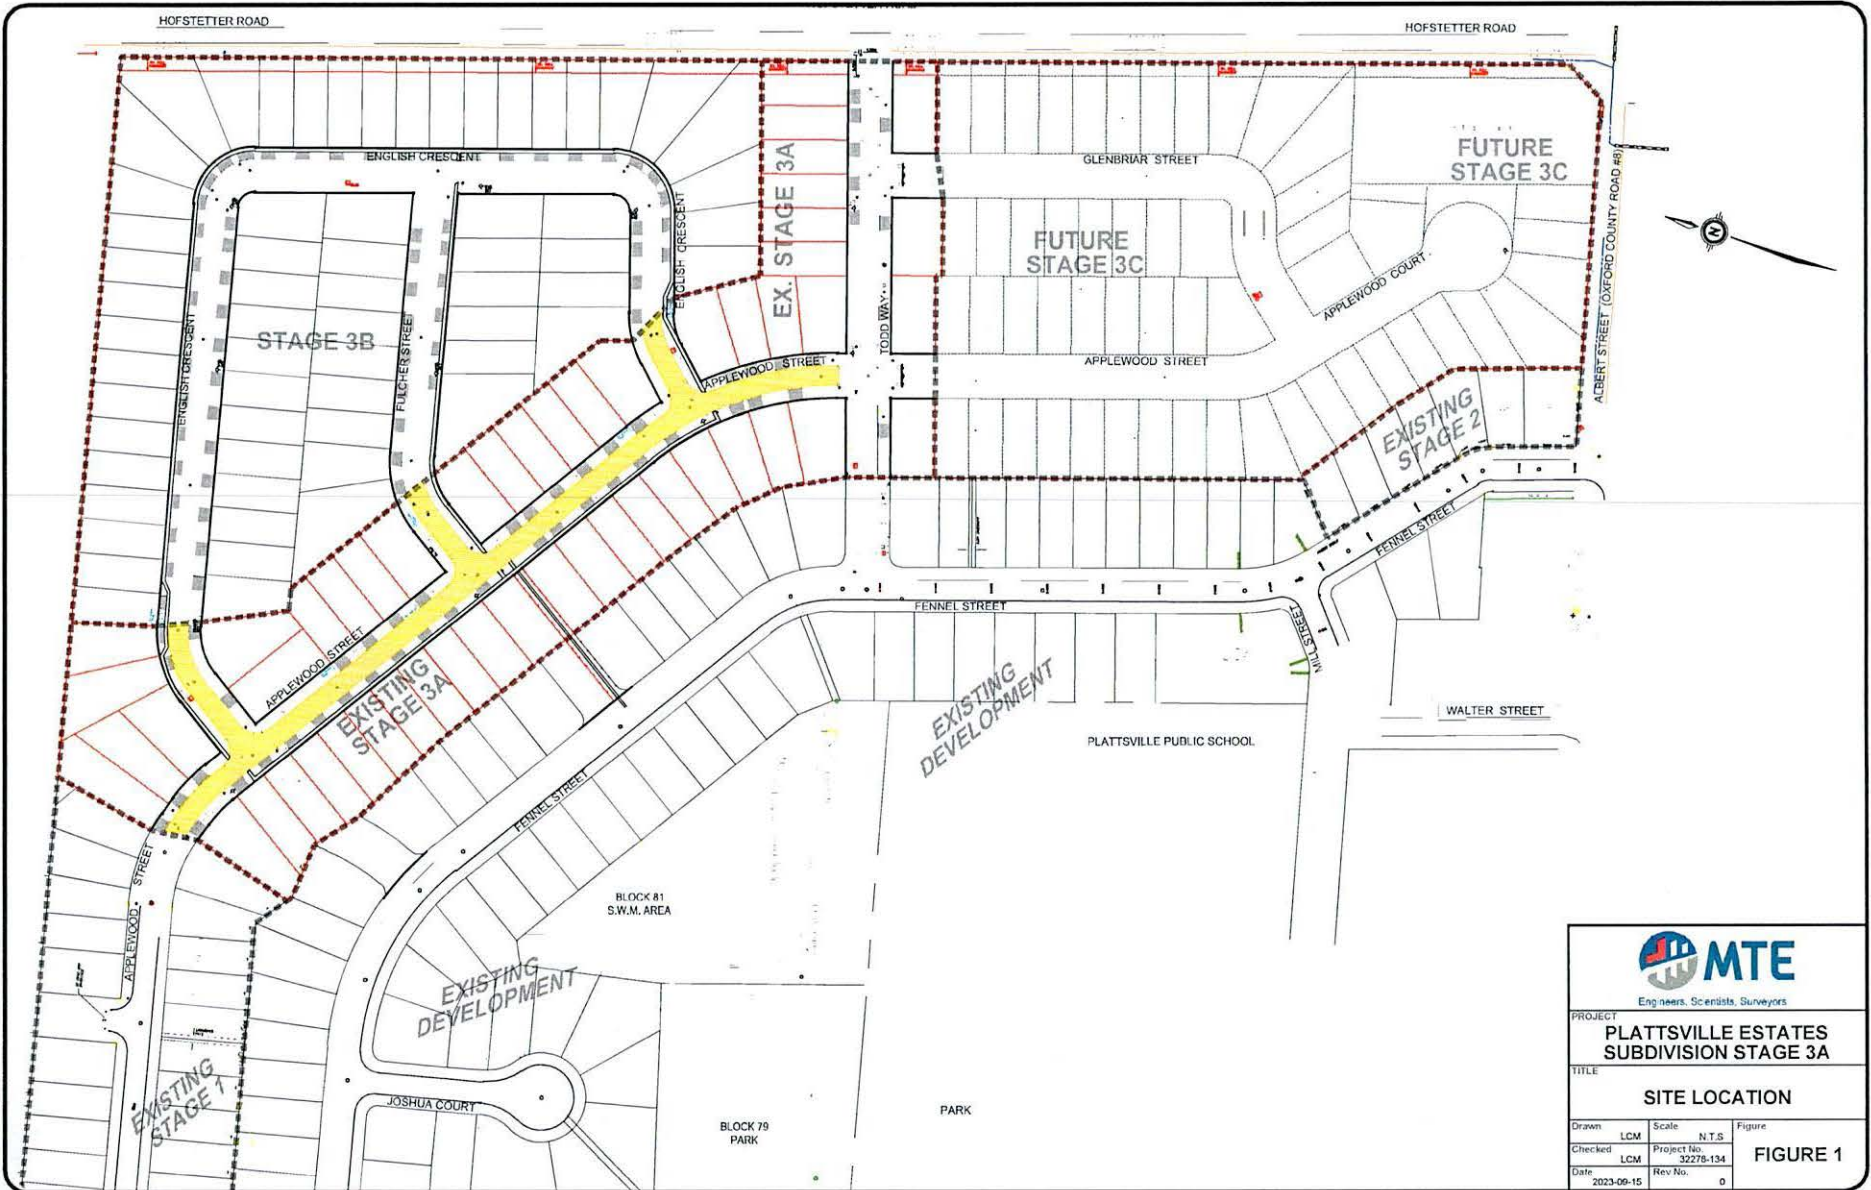 HOFSTETTER ROAD
HOFSTETTER ROAD
ENGLISH CRESCENT
ENGLISH CRESCENT
ENGLISH CRESCENT
STAGE 3B
FULCHER STREET
EX. STAGE 3A
TODD WAY
GLENBRIAR STREET
FUTURE
STAGE 3C
FUTURE
STAGE 3C
APPLEWOOD COURT
ALBERT STREET (OXFORD COUNTY ROAD #8)
N
APPLEWOOD STREET
APPLEWOOD STREET
EXISTING
STAGE 2
FENNEL STREET
FENNEL STREET
MILL STREET
APPLEWOOD STREET
EXISTING
STAGE 3A
EXISTING
DEVELOPMENT
PLATTSVILLE PUBLIC SCHOOL
WALTER STREET
FENNEL STREET
APPLEWOOD STREET
BLOCK 81
S.W.M. AREA
EXISTING
DEVELOPMENT
EXISTING
STAGE 1
JOSHUA COURT
BLOCK 79
PARK
PARK
MTE
Engineers, Scientists, Surveyors
PROJECT
PLATTSVILLE ESTATES
SUBDIVISION STAGE 3A
TITLE
SITE LOCATION
Drawn LCM
Scale N.T.S
Figure
FIGURE 1
Checked LCM
Project No. 32278-134
Date 2023-09-15
Rev No. 0